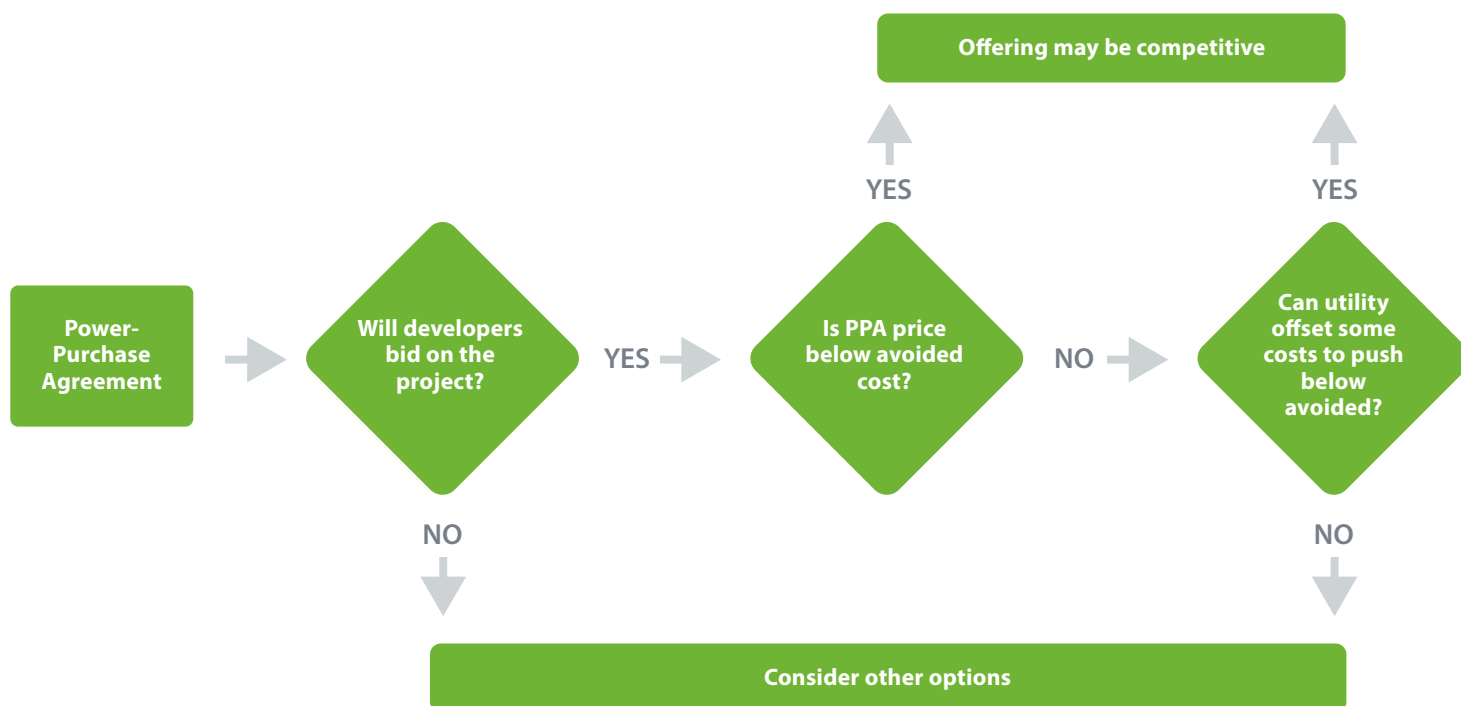 Offering may be competitive
YES
YES
Power-
Purchase
Agreement
Will developers
bid on the
project?
YES
Is PPA price
below avoided
cost?
NO
Can utility
offset some
costs to push
below
avoided?
NO
NO
Consider other options